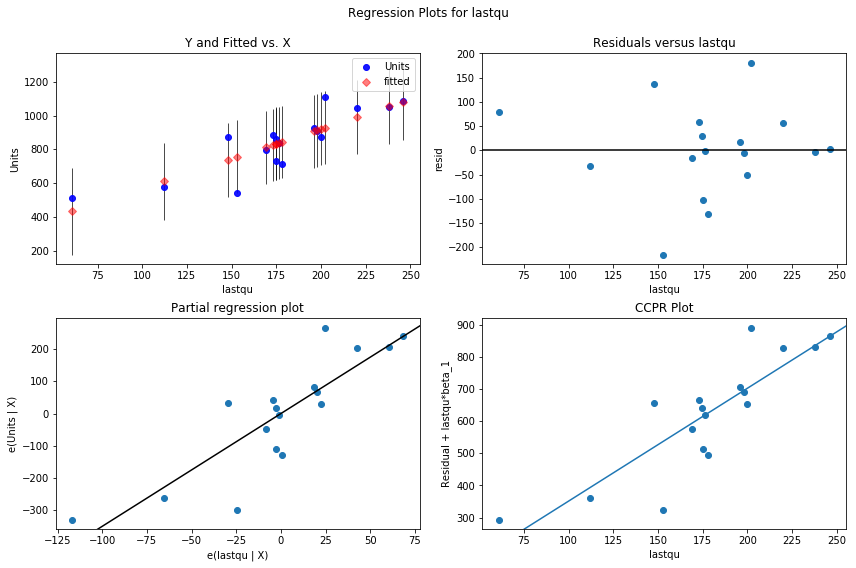 Regression Plots for lastqu
Y and Fitted vs. X
Units
1200
1000
800
600
400
200
Units
fitted
75 100 125 150 175 200 225 250
lastqu
Residuals versus lastqu
resid
200
150
100
50
0
−50
−100
−150
−200
75 100 125 150 175 200 225 250
lastqu
Partial regression plot
e(Units | X)
200
100
0
−100
−200
−300
−125 −100 −75 −50 −25 0 25 50 75
e(lastqu | X)
CCPR Plot
Residual + lastqu*beta_1
900
800
700
600
500
400
300
75 100 125 150 175 200 225 250
lastqu